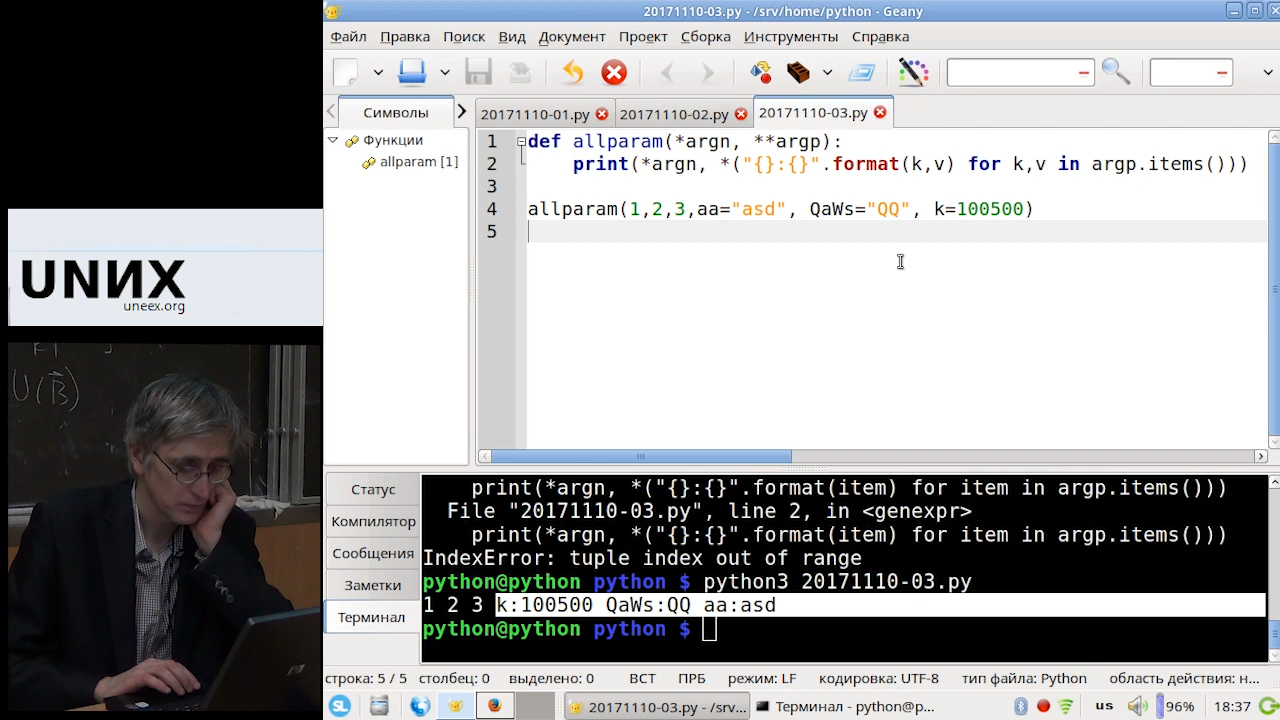 20171110-03.py - /srv/home/python - Geany
Файл Правка Поиск Вид Документ Проект Сборка Инструменты Справка
Символы
20171110-01.py 20171110-02.py 20171110-03.py
Функции
allparam [1]
1 def allparam(*argn, **argp):
2 print(*argn, *("{}:{}".format(k,v) for k,v in argp.items()))
3
4 allparam(1,2,3,aa="asd", QaWs="QQ", k=100500)
5
UNИX
uneex.org
U(B)
Статус
Компилятор
Сообщения
Заметки
Терминал
print(*argn, *("{}:{}".format(item) for item in argp.items()))
File "20171110-03.py", line 2, in <genexpr>
print(*argn, *("{}:{}".format(item) for item in argp.items()))
IndexError: tuple index out of range
python@python python $ python3 20171110-03.py
1 2 3 k:100500 QaWs:QQ aa:asd
python@python python $
строка: 5 / 5 столбец: 0 выделено: 0 ВСТ ПРБ режим: LF кодировка: UTF-8 тип файла: Python область действия: н...
20171110-03.py - /srv... Терминал - python@p... us 96% 18:37